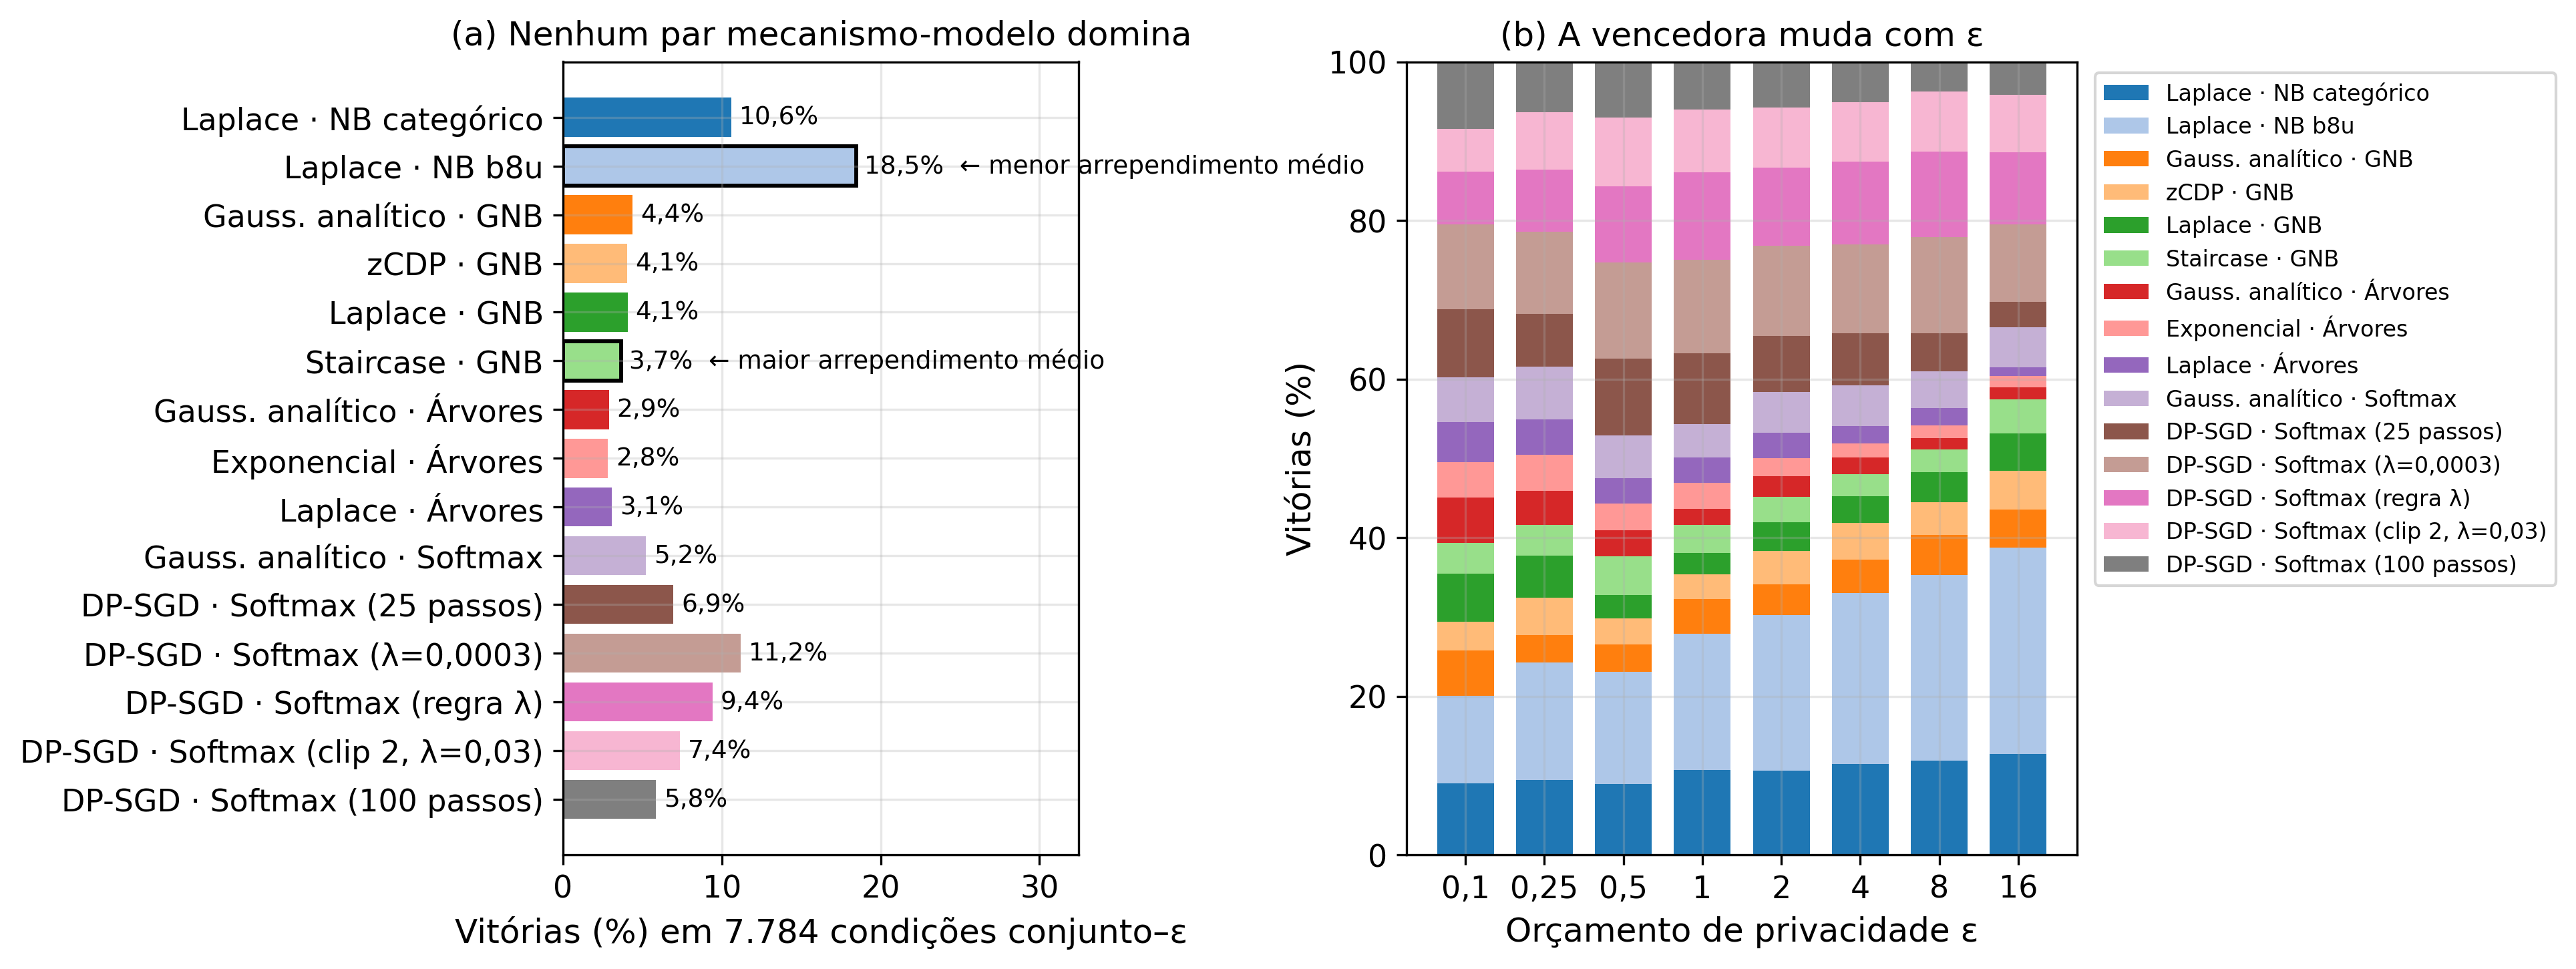 (a) Nenhum par mecanismo-modelo domina
Laplace · NB categórico
10,6%
Laplace · NB b8u
18,5% ← menor arrependimento médio
Gauss. analítico · GNB
4,4%
zCDP · GNB
4,1%
Laplace · GNB
4,1%
Staircase · GNB
3,7% ← maior arrependimento médio
Gauss. analítico · Árvores
2,9%
Exponencial · Árvores
2,8%
Laplace · Árvores
3,1%
Gauss. analítico · Softmax
5,2%
DP-SGD · Softmax (25 passos)
6,9%
DP-SGD · Softmax (λ=0,0003)
11,2%
DP-SGD · Softmax (regra λ)
9,4%
DP-SGD · Softmax (clip 2, λ=0,03)
7,4%
DP-SGD · Softmax (100 passos)
5,8%
0 10 20 30
Vitórias (%) em 7.784 condições conjunto–ε
(b) A vencedora muda com ε
Vitórias (%)
100
80
60
40
20
0
0,1 0,25 0,5 1 2 4 8 16
Orçamento de privacidade ε
Laplace · NB categórico
Laplace · NB b8u
Gauss. analítico · GNB
zCDP · GNB
Laplace · GNB
Staircase · GNB
Gauss. analítico · Árvores
Exponencial · Árvores
Laplace · Árvores
Gauss. analítico · Softmax
DP-SGD · Softmax (25 passos)
DP-SGD · Softmax (λ=0,0003)
DP-SGD · Softmax (regra λ)
DP-SGD · Softmax (clip 2, λ=0,03)
DP-SGD · Softmax (100 passos)